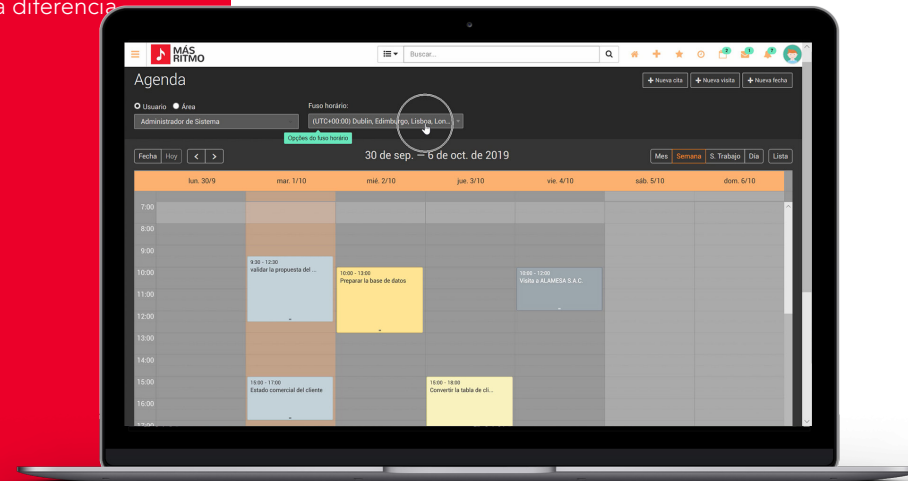 a diferencia
MÁS
RITMO
Buscar...
Agenda
+ Nueva cita
+ Nueva visita
+ Nueva fecha
Usuario Área
Fuso horário:
Administrador de Sistema
(UTC+00:00) Dublin, Edimburgo, Lisboa, Lon...
Opções do fuso horário
Fecha Hoy < >
30 de sep. — 6 de oct. de 2019
Mes Semana S. Trabajo Día Lista
lun. 30/9 mar. 1/10 mié. 2/10 jue. 3/10 vie. 4/10 sáb. 5/10 dom. 6/10
7:00
8:00
9:00
9:30 - 12:30
validar la propuesta del ...
10:00
10:00 - 13:00
Preparar la base de datos
10:00 - 12:00
Visita a ALAMESA S.A.C.
11:00
12:00
13:00
14:00
15:00
15:00 - 17:00
Estado comercial del cliente
15:00 - 18:00
Convertir la tabla de cli...
16:00
17:00